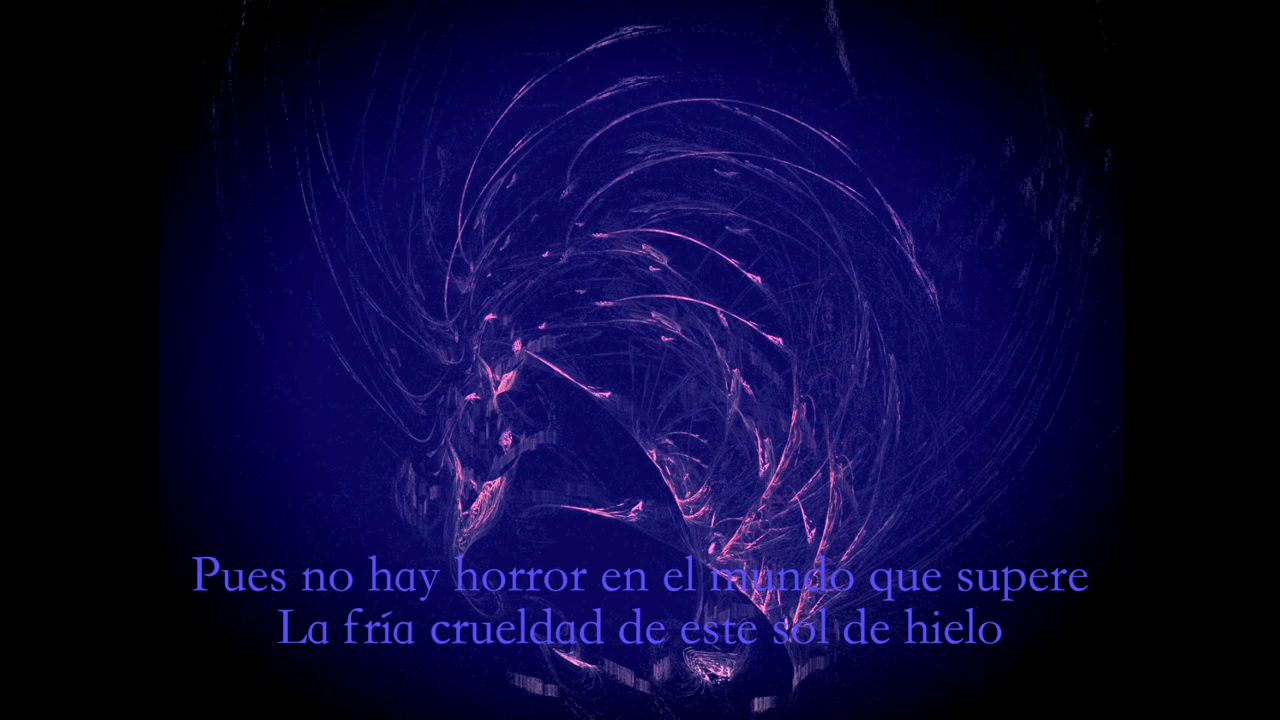 Pues no hay horror en el mundo que supere
La fría crueldad de este sol de hielo